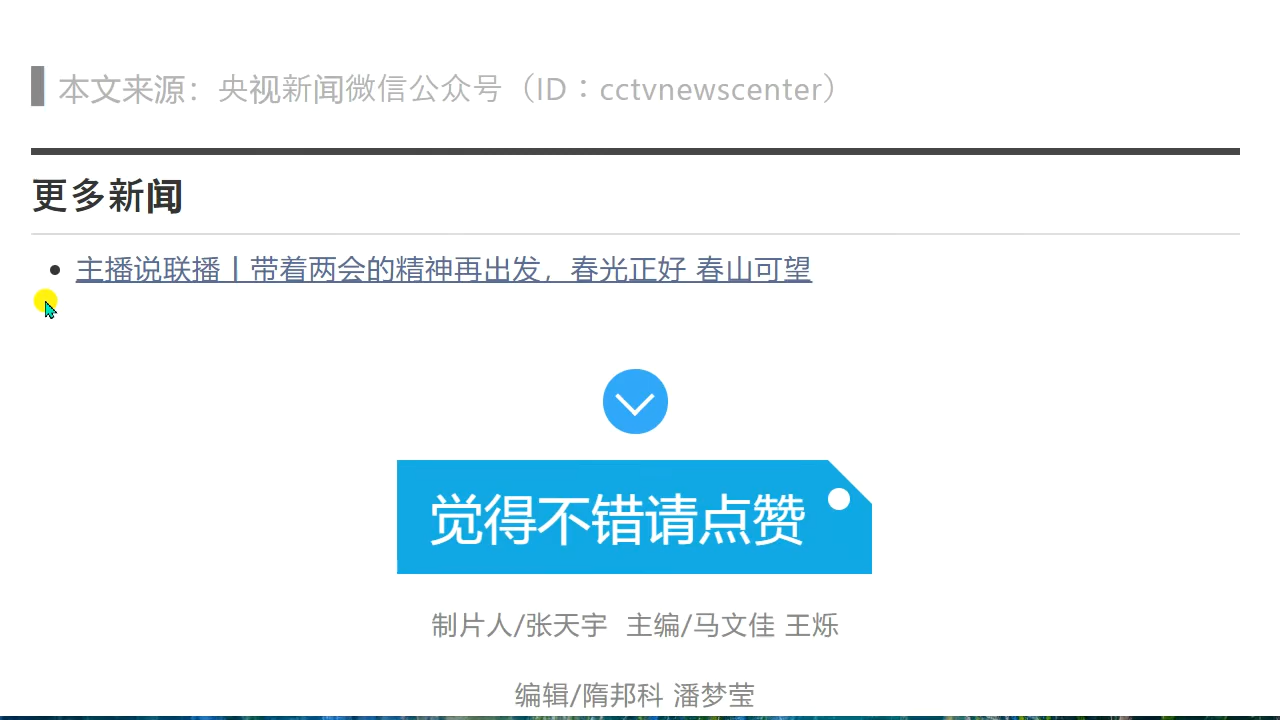 本文来源：央视新闻微信公众号（ID：cctvnewscenter）
更多新闻
主播说联播丨带着两会的精神再出发，春光正好 春山可望
觉得不错请点赞
制片人/张天宇 主编/马文佳 王烁
编辑/隋邦科 潘梦莹